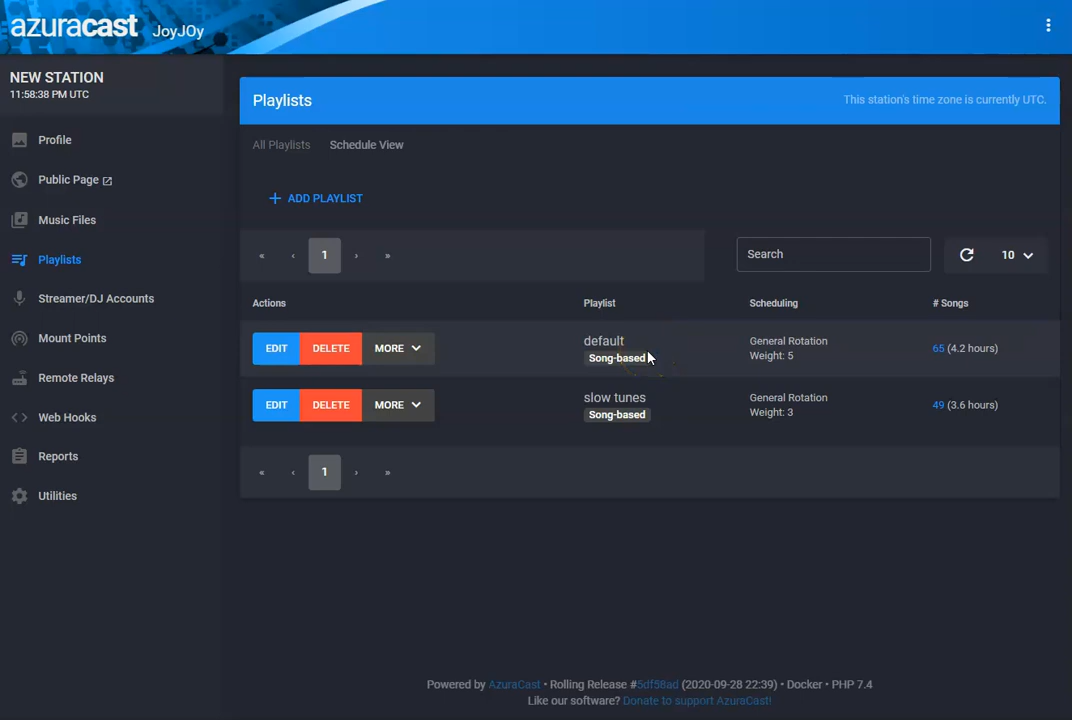 azuracast JoyJOy
NEW STATION
11:58:38 PM UTC
Profile
Public Page
Music Files
Playlists
Streamer/DJ Accounts
Mount Points
Remote Relays
Web Hooks
Reports
Utilities
Playlists
This station's time zone is currently UTC.
All Playlists Schedule View
+ ADD PLAYLIST
« ‹ 1 › »
Search
10
Actions Playlist Scheduling # Songs
EDIT DELETE MORE default General Rotation 65 (4.2 hours)
Song-based Weight: 5
EDIT DELETE MORE slow tunes General Rotation 49 (3.6 hours)
Song-based Weight: 3
« ‹ 1 › »
Powered by AzuraCast • Rolling Release #5df58ad (2020-09-28 22:39) • Docker • PHP 7.4
Like our software? Donate to support AzuraCast!